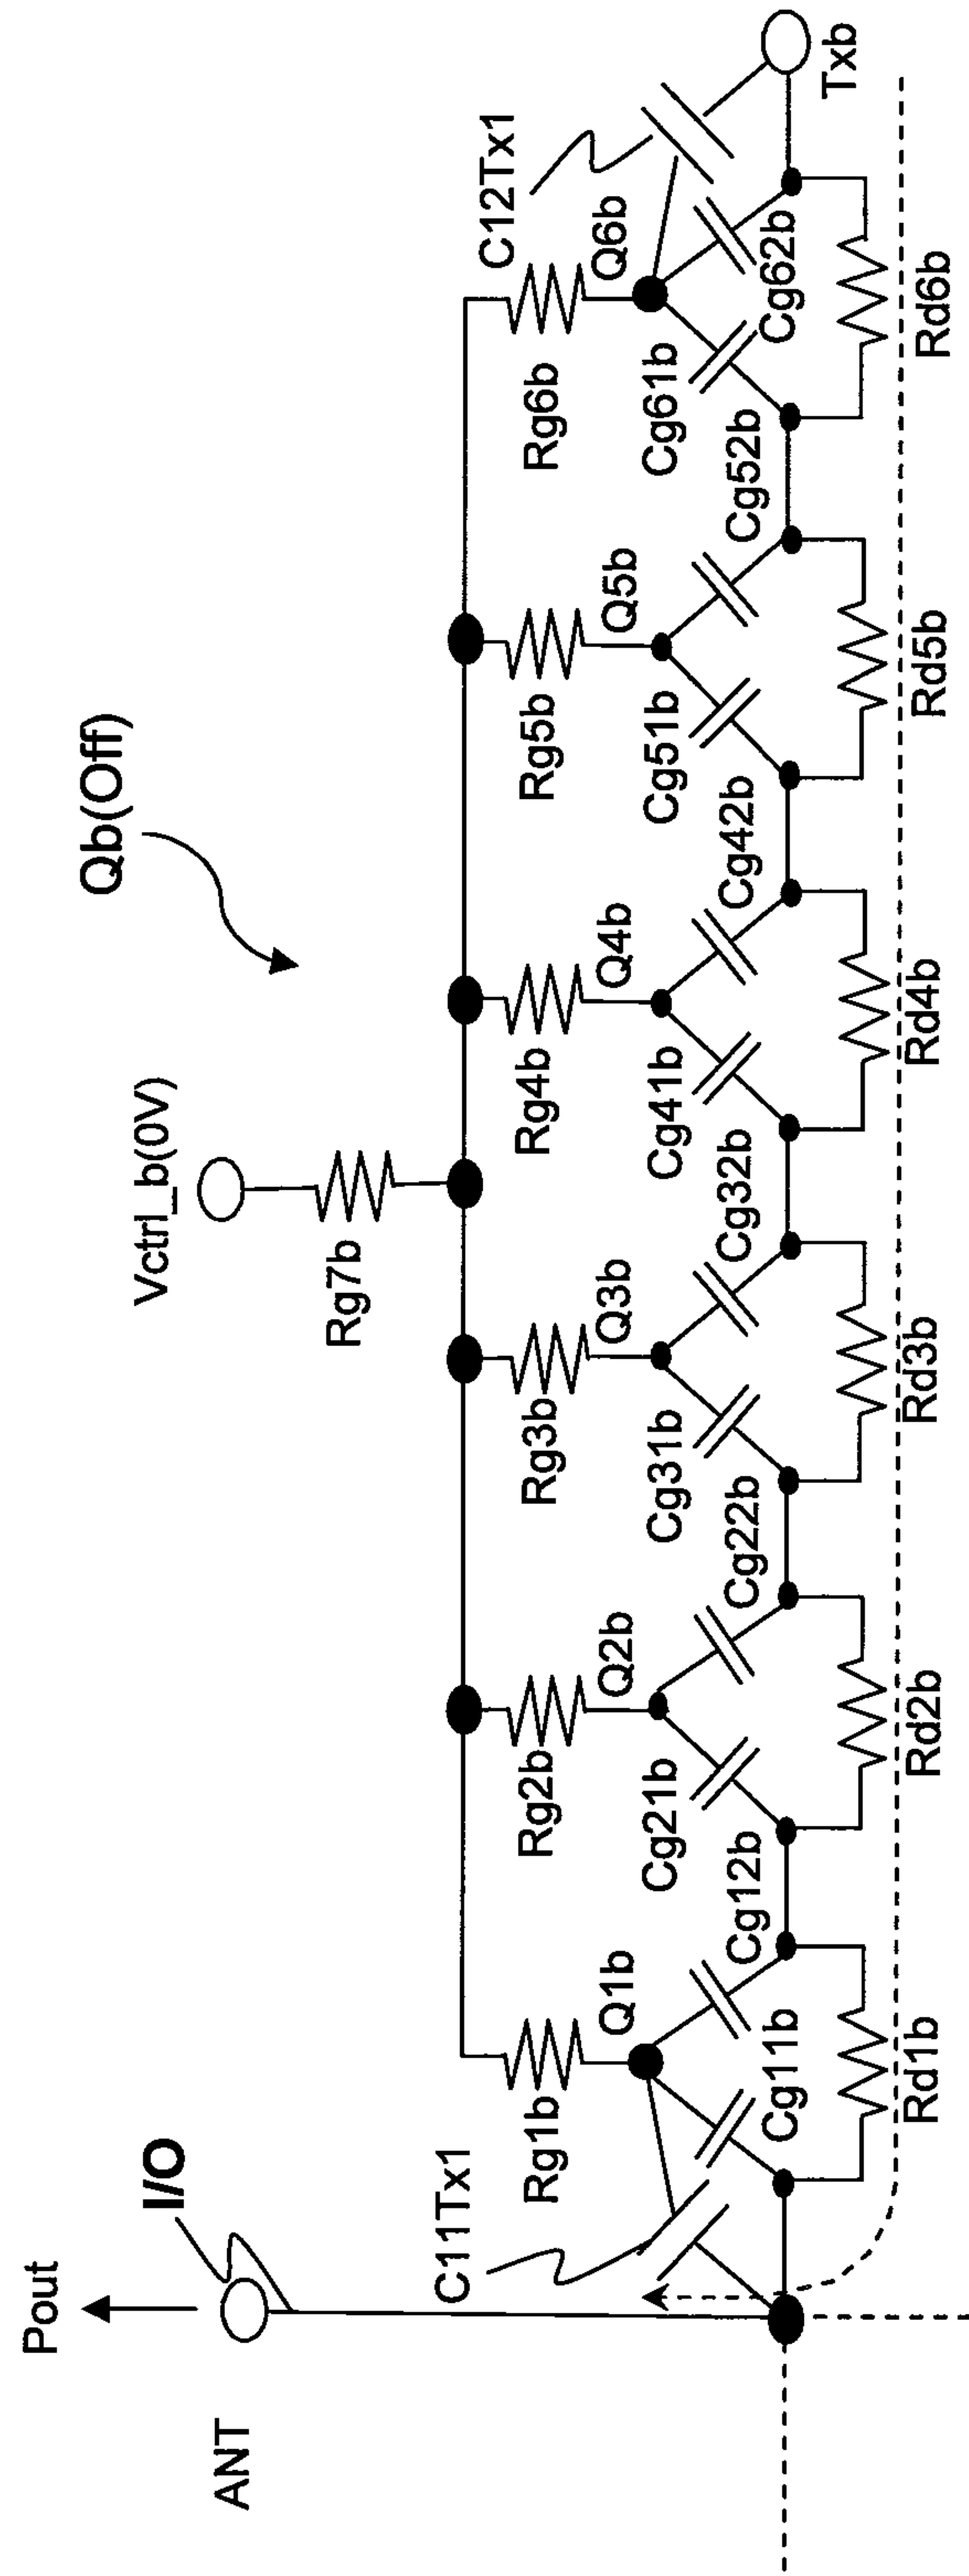 Pout
I/O
ANT
Qb(Off)
Vctrl_b(0V)
Rg7b
C11Tx1
Rg1b
Q1b
Rg2b
Q2b
Rg3b
Q3b
Rg4b
Q4b
Rg5b
Q5b
Rg6b
Q6b
C12Tx1
Cg11b
Cg12b
Cg21b
Cg22b
Cg31b
Cg32b
Cg41b
Cg42b
Cg51b
Cg52b
Cg61b
Cg62b
Txb
Rd1b
Rd2b
Rd3b
Rd4b
Rd5b
Rd6b